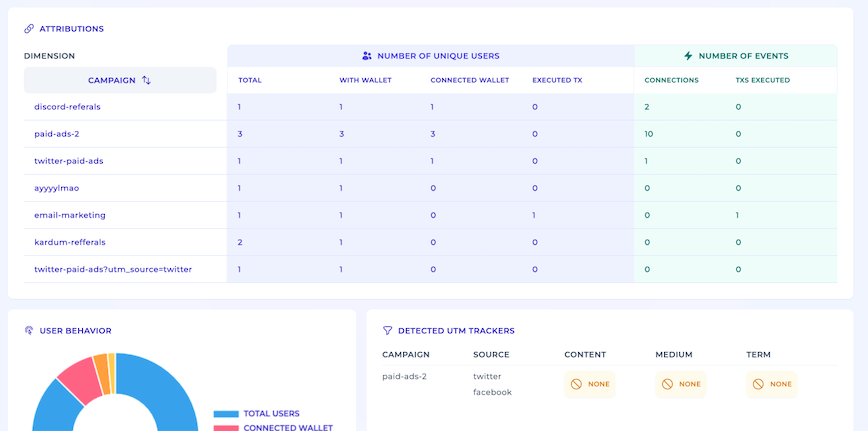 ATTRIBUTIONS
DIMENSION NUMBER OF UNIQUE USERS NUMBER OF EVENTS
CAMPAIGN TOTAL WITH WALLET CONNECTED WALLET EXECUTED TX CONNECTIONS TXS EXECUTED
discord-referals 1 1 1 0 2 0
paid-ads-2 3 3 3 0 10 0
twitter-paid-ads 1 1 1 0 1 0
ayyyylmao 1 1 0 0 0 0
email-marketing 1 1 0 1 0 1
kardum-refferals 2 1 0 0 0 0
twitter-paid-ads?utm_source=twitter 1 1 0 0 0 0
USER BEHAVIOR
TOTAL USERS
CONNECTED WALLET
DETECTED UTM TRACKERS
CAMPAIGN SOURCE CONTENT MEDIUM TERM
paid-ads-2 twitter NONE NONE NONE
facebook